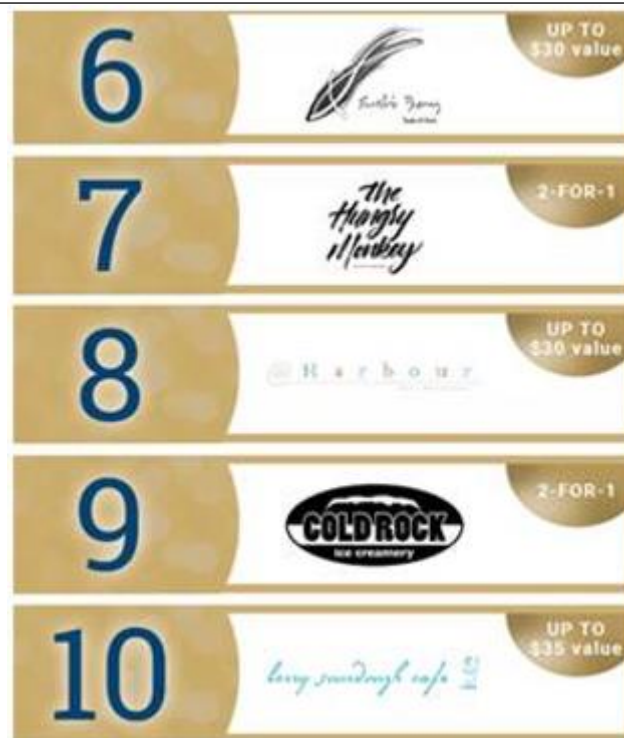 6
UP TO
$30 value
7
The
Hungry
Monkey
2-FOR-1
8
Harbour
UP TO
$30 value
9
COLD ROCK
ice creamery
2-FOR-1
10
berry sourdough cafe
UP TO
$35 value